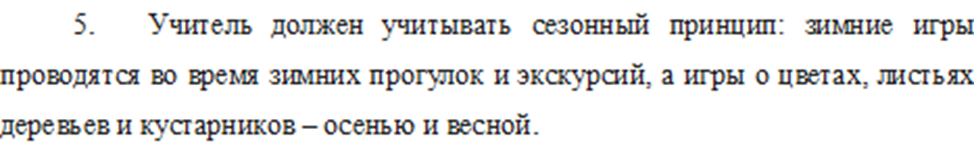 5. Учитель должен учитывать сезонный принцип: зимние игры
проводятся во время зимних прогулок и экскурсий, а игры о цветах, листьях
деревьев и кустарников – осенью и весной.